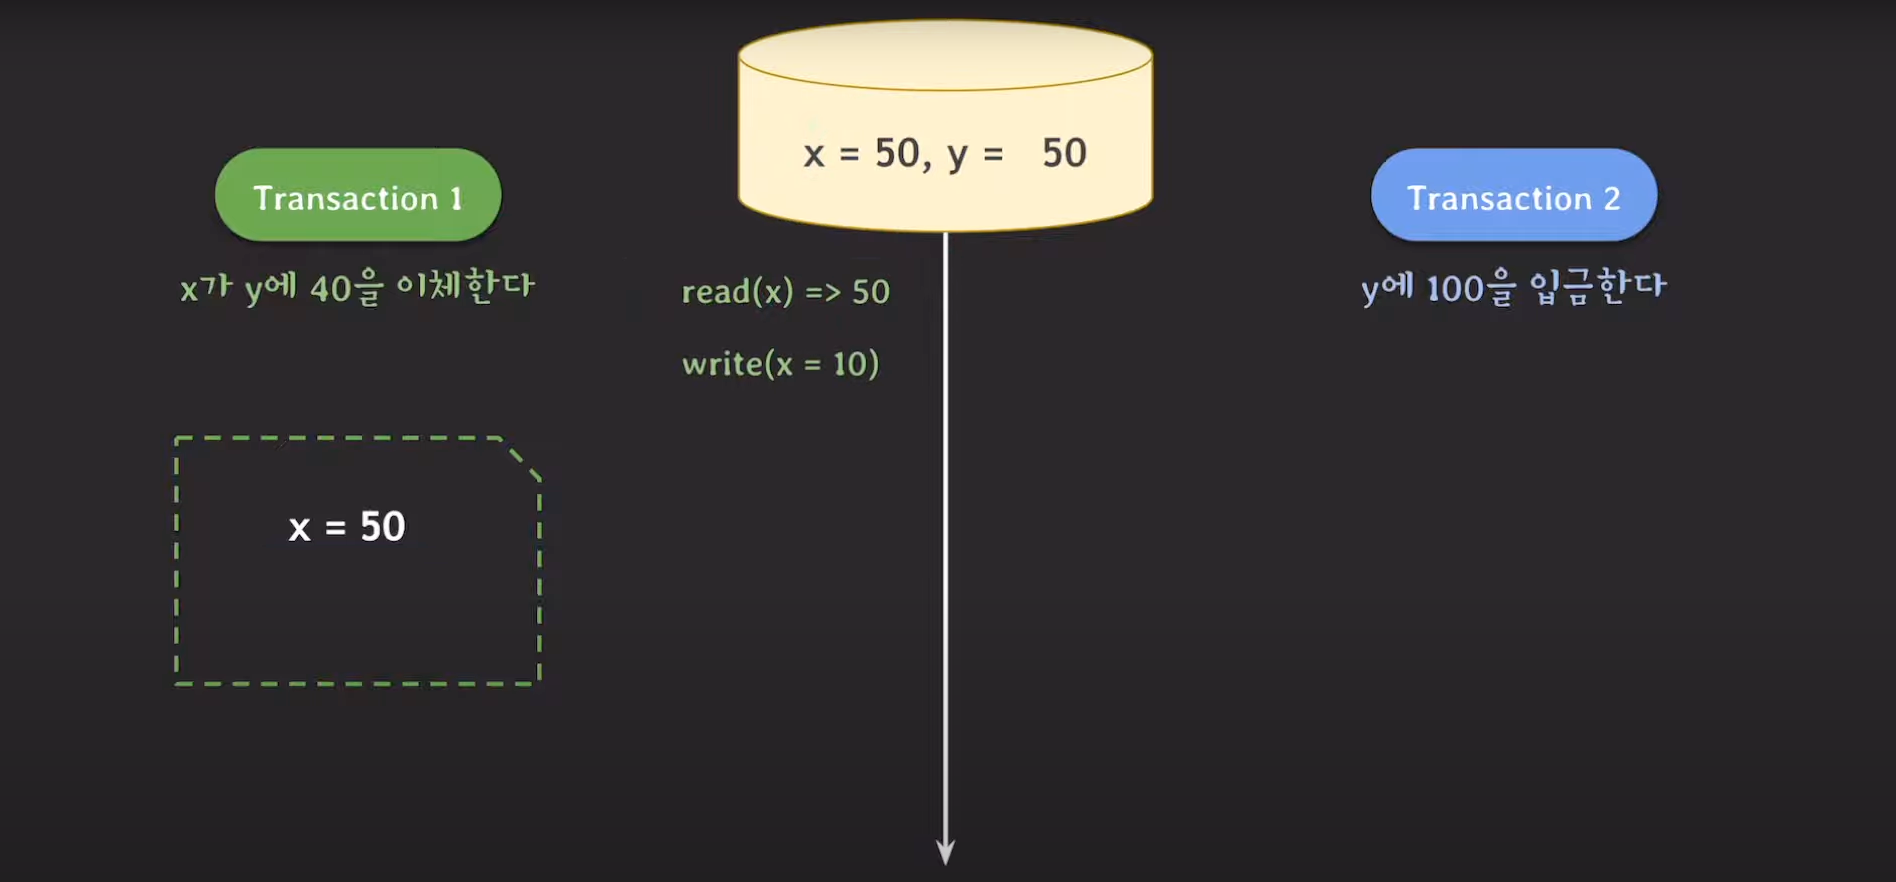 x = 50, y = 50
Transaction 1
Transaction 2
x가 y에 40을 이체한다
read(x) => 50
y에 100을 입금한다
write(x = 10)
x = 50